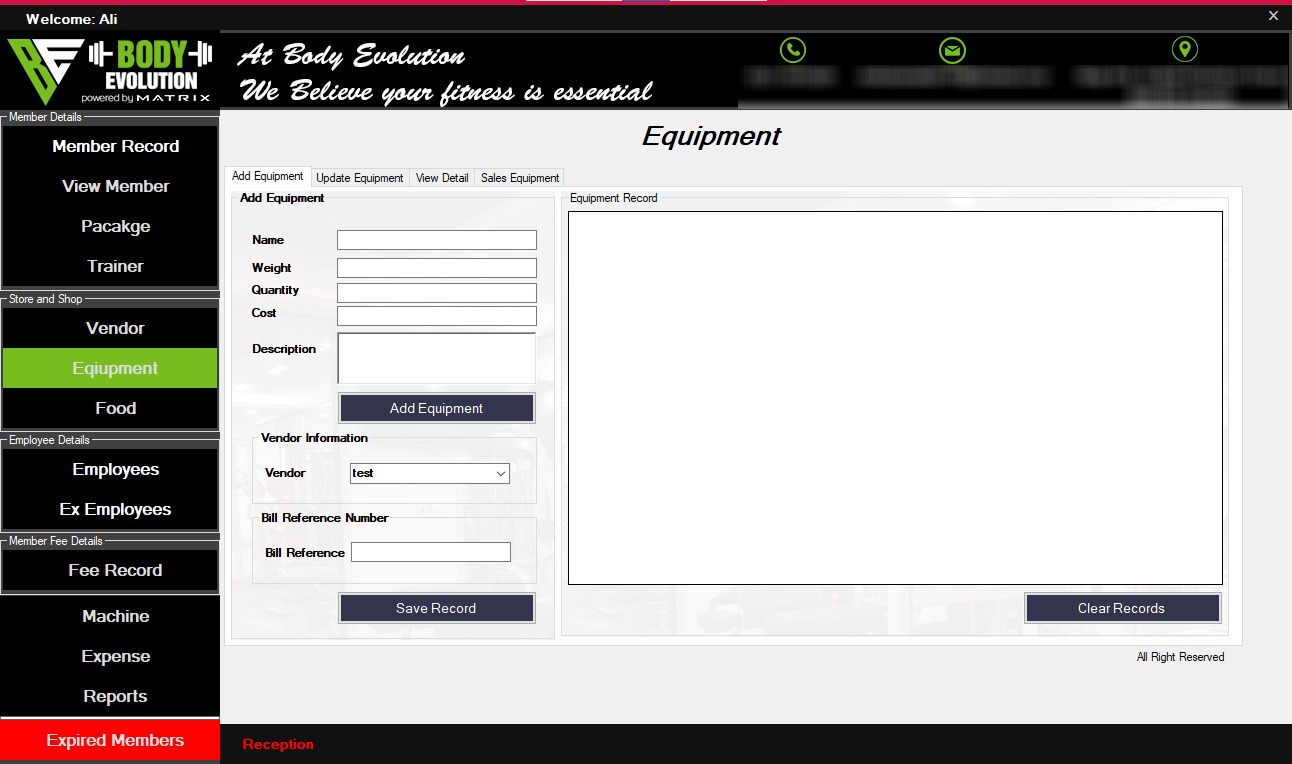 Welcome: Ali
BODY
EVOLUTION
powered by MATRIX
At Body Evolution
We Believe your fitness is essential
Member Details
Member Record
View Member
Pacakge
Trainer
Store and Shop
Vendor
Eqiupment
Food
Employee Details
Employees
Ex Employees
Member Fee Details
Fee Record
Machine
Expense
Reports
Expired Members
Equipment
Add Equipment Update Equipment View Detail Sales Equipment
Add Equipment
Name
Weight
Quantity
Cost
Description
Add Equipment
Vendor Information
Vendor test
Bill Reference Number
Bill Reference
Save Record
Equipment Record
Clear Records
All Right Reserved
Reception